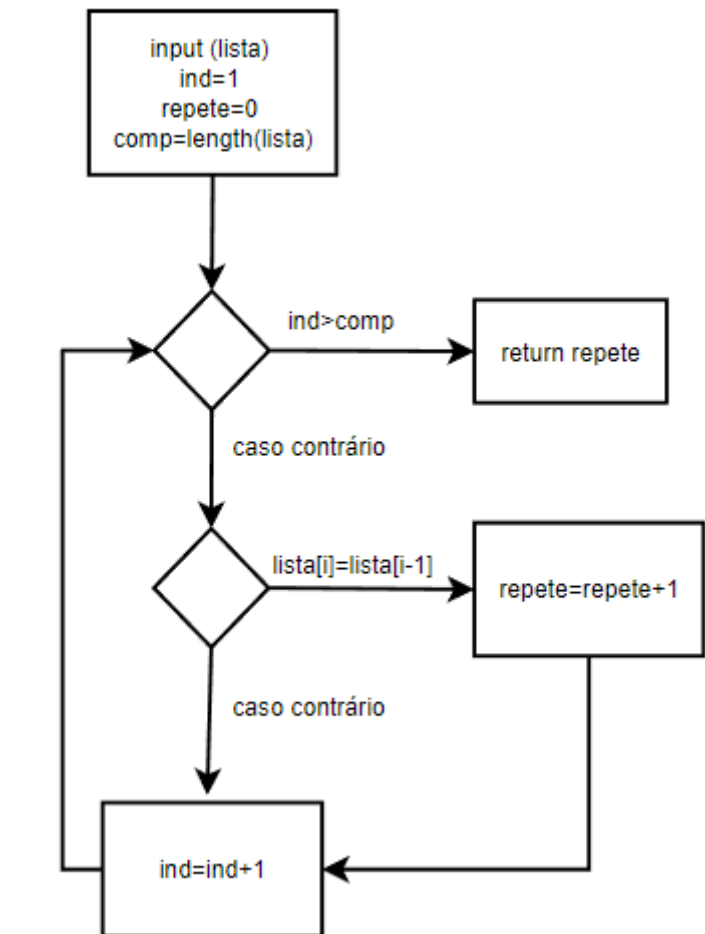 input (lista)
ind=1
repete=0
comp=length(lista)
ind>comp
return repete
caso contrário
lista[i]=lista[i-1]
repete=repete+1
caso contrário
ind=ind+1